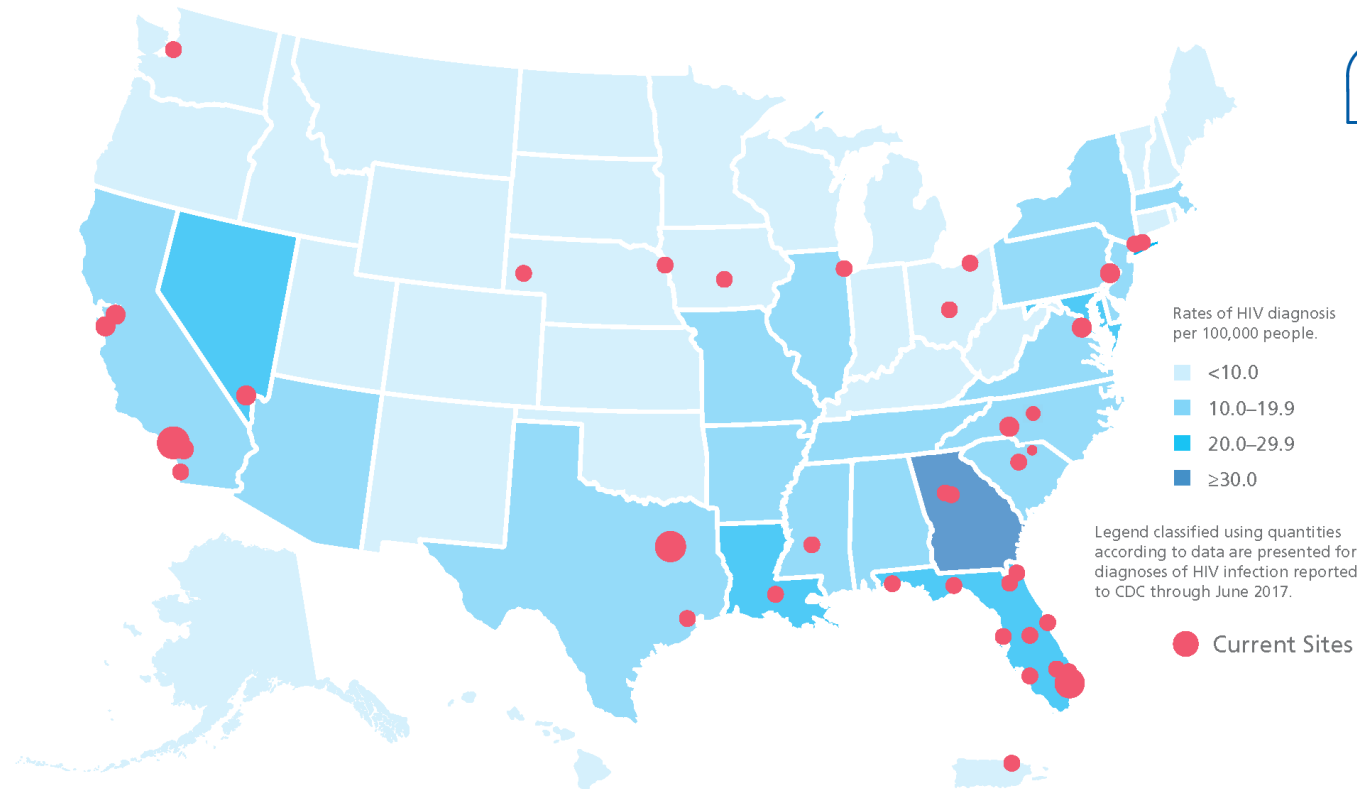 Rates of HIV diagnosis
per 100,000 people.
<10.0
10.0–19.9
20.0–29.9
≥30.0
Legend classified using quantities
according to data are presented for
diagnoses of HIV infection reported
to CDC through June 2017.
Current Sites